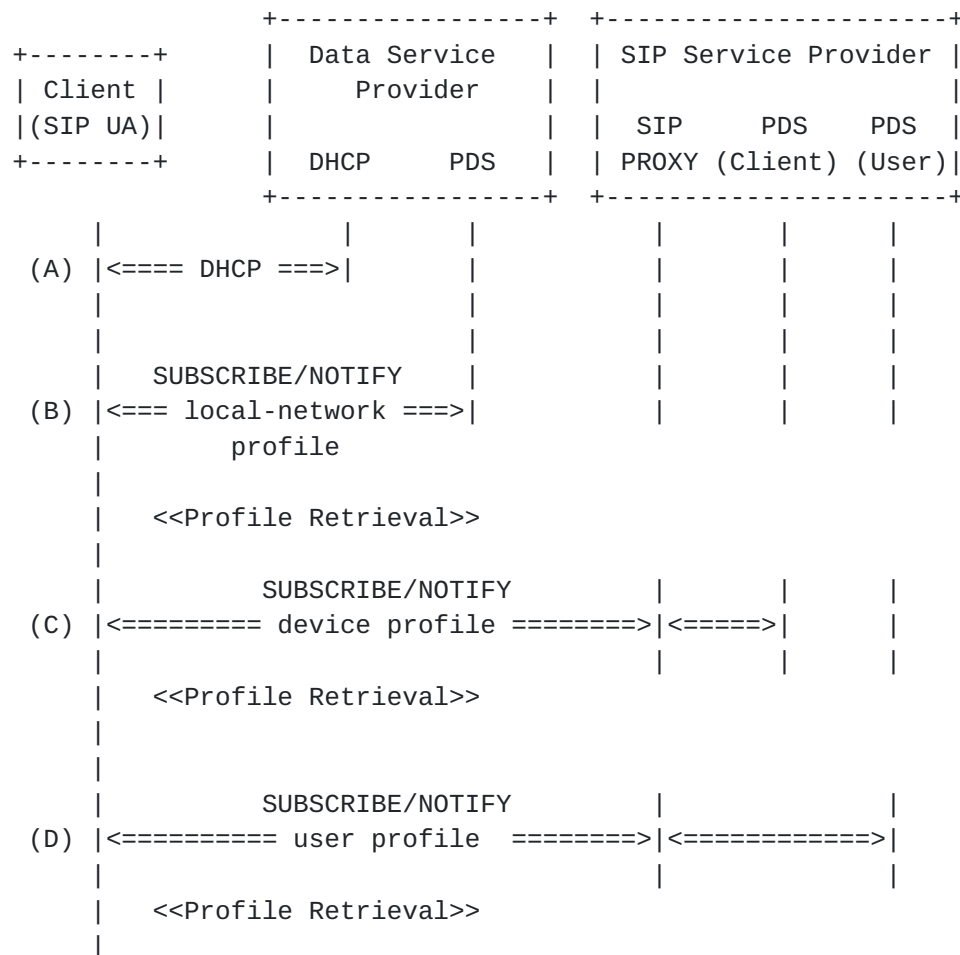 +-----------------+  +----------------------+
+--------+      |  Data Service   |  | SIP Service Provider |
| Client |      |     Provider    |  |                      |
|(SIP UA)|      |                 |  |  SIP     PDS    PDS  |
+--------+      |  DHCP     PDS   |  | PROXY (Client) (User)|
                +-----------------+  +----------------------+
     |               |       |           |       |      |
 (A) |<==== DHCP ===>|       |           |       |      |
     |                       |           |       |      |
     |                       |           |       |      |
     |   SUBSCRIBE/NOTIFY    |           |       |      |
 (B) |<=== local-network ===>|           |       |      |
     |        profile
     |
     |   <<Profile Retrieval>>
     |
     |          SUBSCRIBE/NOTIFY         |       |      |
 (C) |<========= device profile ========>|<=====>|      |
     |                                   |       |      |
     |   <<Profile Retrieval>>
     |
     |
     |          SUBSCRIBE/NOTIFY         |              |
 (D) |<========== user profile  ========>|<============>|
     |                                   |              |
     |   <<Profile Retrieval>>
     |